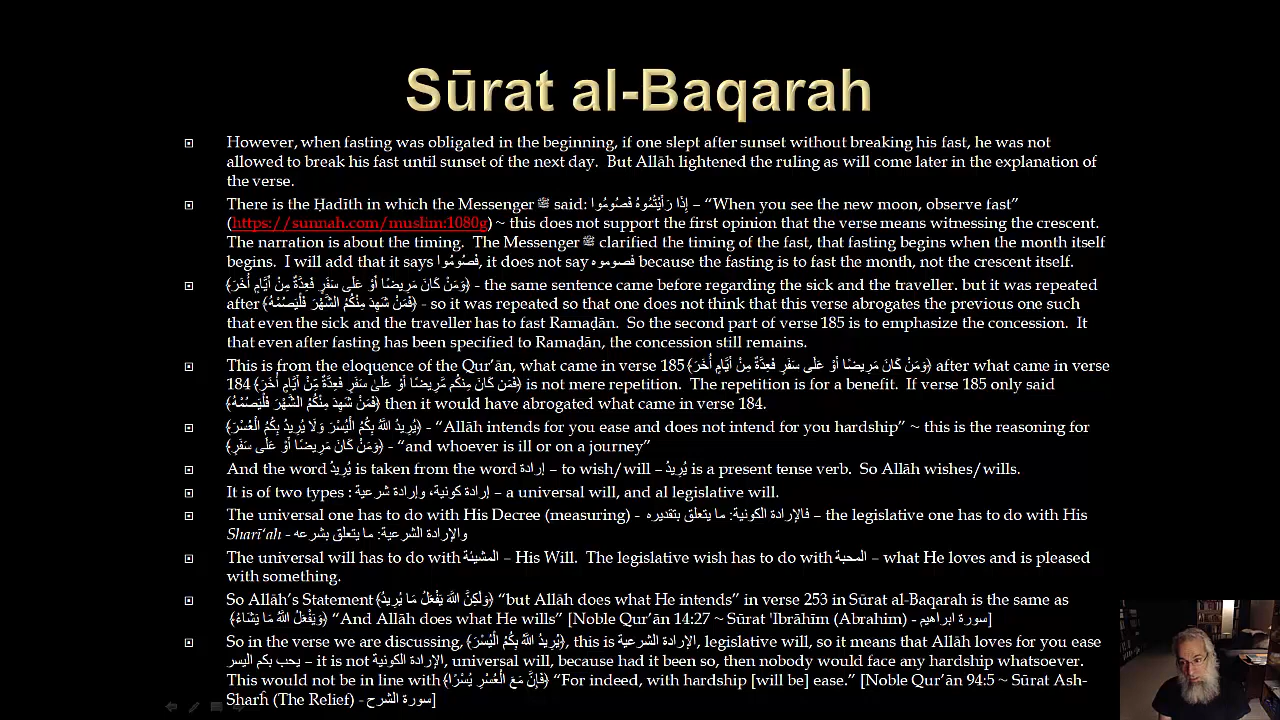 Sūrat al-Baqarah
However, when fasting was obligated in the beginning, if one slept after sunset without breaking his fast, he was not
allowed to break his fast until sunset of the next day. But Allāh lightened the ruling as will come later in the explanation of
the verse.
There is the Ḥadīth in which the Messenger ﷺ said: إِذَا رَأَيْتُمُوهُ فَصُومُوا – “When you see the new moon, observe fast”
(https://sunnah.com/muslim:1080g) ~ this does not support the first opinion that the verse means witnessing the crescent.
The narration is about the timing. The Messenger ﷺ clarified the timing of the fast, that fasting begins when the month itself
begins. I will add that it says فَصُومُوا, it does not say فصوموه because the fasting is to fast the month, not the crescent itself.
﴿وَمَنْ كَانَ مَرِيضًا أَوْ عَلَى سَفَرٍ فَعِدَّةٌ مِنْ أَيَّامٍ أُخَرَ﴾ - the same sentence came before regarding the sick and the traveller. but it was repeated
after ﴿فَمَنْ شَهِدَ مِنْكُمُ الشَّهْرَ فَلْيَصُمْهُ﴾ - so it was repeated so that one does not think that this verse abrogates the previous one such
that even the sick and the traveller has to fast Ramaḍān. So the second part of verse 185 is to emphasize the concession. It
that even after fasting has been specified to Ramaḍān, the concession still remains.
This is from the eloquence of the Qur’ān, what came in verse 185 ﴿وَمَنْ كَانَ مَرِيضًا أَوْ عَلَى سَفَرٍ فَعِدَّةٌ مِنْ أَيَّامٍ أُخَرَ﴾ after what came in verse
184 ﴿فَمَن كَانَ مِنكُم مَّرِيضًا أَوْ عَلَىٰ سَفَرٍ فَعِدَّةٌ مِّنْ أَيَّامٍ أُخَرَ﴾ is not mere repetition. The repetition is for a benefit. If verse 185 only said
﴿فَمَنْ شَهِدَ مِنْكُمُ الشَّهْرَ فَلْيَصُمْهُ﴾ then it would have abrogated what came in verse 184.
﴿يُرِيدُ اللهُ بِكُمُ الْيُسْرَ وَلَا يُرِيدُ بِكُمُ الْعُسْرَ﴾ - “Allāh intends for you ease and does not intend for you hardship” ~ this is the reasoning for
﴿وَمَنْ كَانَ مَرِيضًا أَوْ عَلَى سَفَرٍ﴾ - “and whoever is ill or on a journey”
And the word يُرِيدُ is taken from the word إرادة – to wish/will – يُرِيدُ is a present tense verb. So Allāh wishes/wills.
It is of two types : إرادة كونية، وإرادة شرعية – a universal will, and al legislative will.
The universal one has to do with His Decree (measuring) - فالإرادة الكونية: ما يتعلق بتقديره – the legislative one has to do with His
Sharī‘ah - والإرادة الشرعية: ما يتعلق بشرعه
The universal will has to do with المشيئة – His Will. The legislative wish has to do with المحبة – what He loves and is pleased
with something.
So Allāh’s Statement ﴿وَلَكِنَّ اللهَ يَفْعَلُ مَا يُرِيدُ﴾ “but Allāh does what He intends” in verse 253 in Sūrat al-Baqarah is the same as
﴿وَيَفْعَلُ اللهُ مَا يَشَاءُ﴾ “And Allāh does what He wills” [Noble Qur’ān 14:27 ~ Sūrat 'Ibrāhīm (Abrahim) - سورة ابراهيم]
So in the verse we are discussing, ﴿يُرِيدُ اللهُ بِكُمُ الْيُسْرَ﴾, this is الإرادة الشرعية, legislative will, so it means that Allāh loves for you ease
يحب بكم اليسر – it is not الإرادة الكونية, universal will, because had it been so, then nobody would face any hardship whatsoever.
This would not be in line with ﴿فَإِنَّ مَعَ الْعُسْرِ يُسْرًا﴾ “For indeed, with hardship [will be] ease.” [Noble Qur’ān 94:5 ~ Sūrat Ash-
Sharḥ (The Relief) - سورة الشرح]